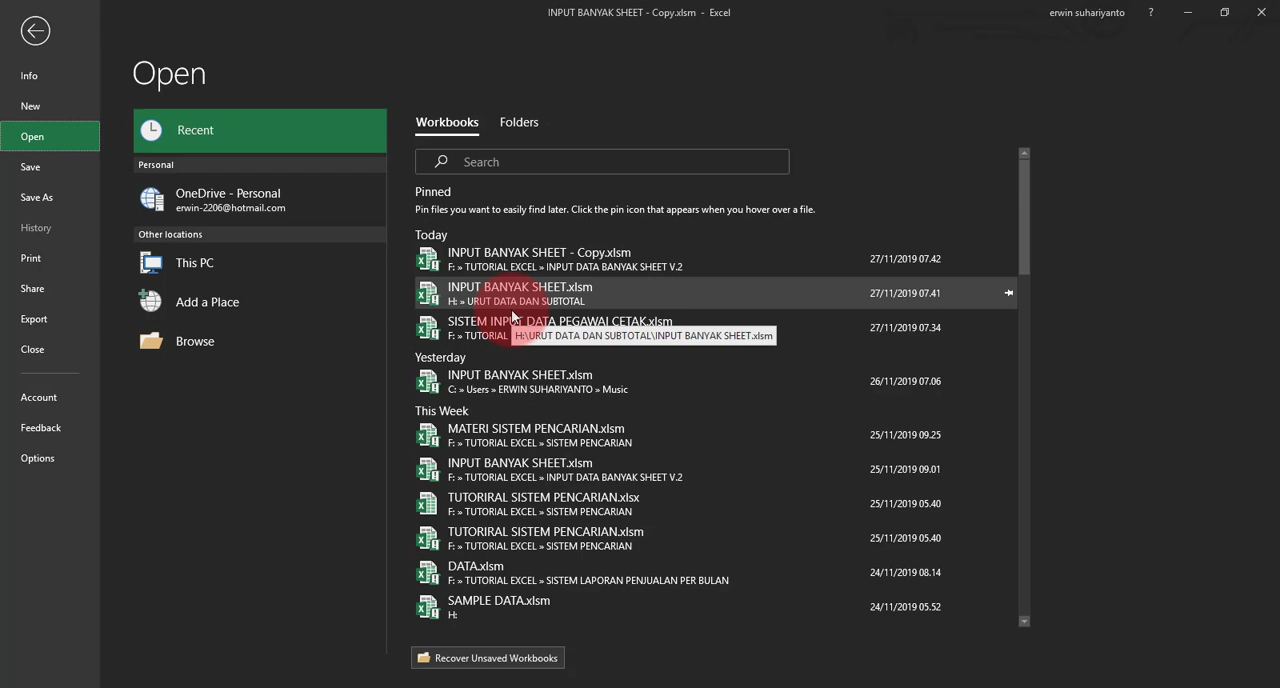 INPUT BANYAK SHEET - Copy.xlsm - Excel
erwin suhariyanto
?
Info
New
Open
Save
Save As
History
Print
Share
Export
Close
Account
Feedback
Options
Open
Recent
Personal
OneDrive - Personal
erwin-2206@hotmail.com
Other locations
This PC
Add a Place
Browse
Workbooks Folders
Search
Pinned
Pin files you want to easily find later. Click the pin icon that appears when you hover over a file.
Today
INPUT BANYAK SHEET - Copy.xlsm 27/11/2019 07.42
F: » TUTORIAL EXCEL » INPUT DATA BANYAK SHEET V.2
INPUT BANYAK SHEET.xlsm 27/11/2019 07.41
H: » URUT DATA DAN SUBTOTAL
SISTEM INPUT DATA PEGAWAI CETAK.xlsm 27/11/2019 07.34
F: » TUTORIAL
H:\URUT DATA DAN SUBTOTAL\INPUT BANYAK SHEET.xlsm
Yesterday
INPUT BANYAK SHEET.xlsm 26/11/2019 07.06
C: » Users » ERWIN SUHARIYANTO » Music
This Week
MATERI SISTEM PENCARIAN.xlsm 25/11/2019 09.25
F: » TUTORIAL EXCEL » SISTEM PENCARIAN
INPUT BANYAK SHEET.xlsm 25/11/2019 09.01
F: » TUTORIAL EXCEL » INPUT DATA BANYAK SHEET V.2
TUTORIRAL SISTEM PENCARIAN.xlsx 25/11/2019 05.40
F: » TUTORIAL EXCEL » SISTEM PENCARIAN
TUTORIRAL SISTEM PENCARIAN.xlsm 25/11/2019 05.40
F: » TUTORIAL EXCEL » SISTEM PENCARIAN
DATA.xlsm 24/11/2019 08.14
F: » TUTORIAL EXCEL » SISTEM LAPORAN PENJUALAN PER BULAN
SAMPLE DATA.xlsm 24/11/2019 05.52
H:
Recover Unsaved Workbooks